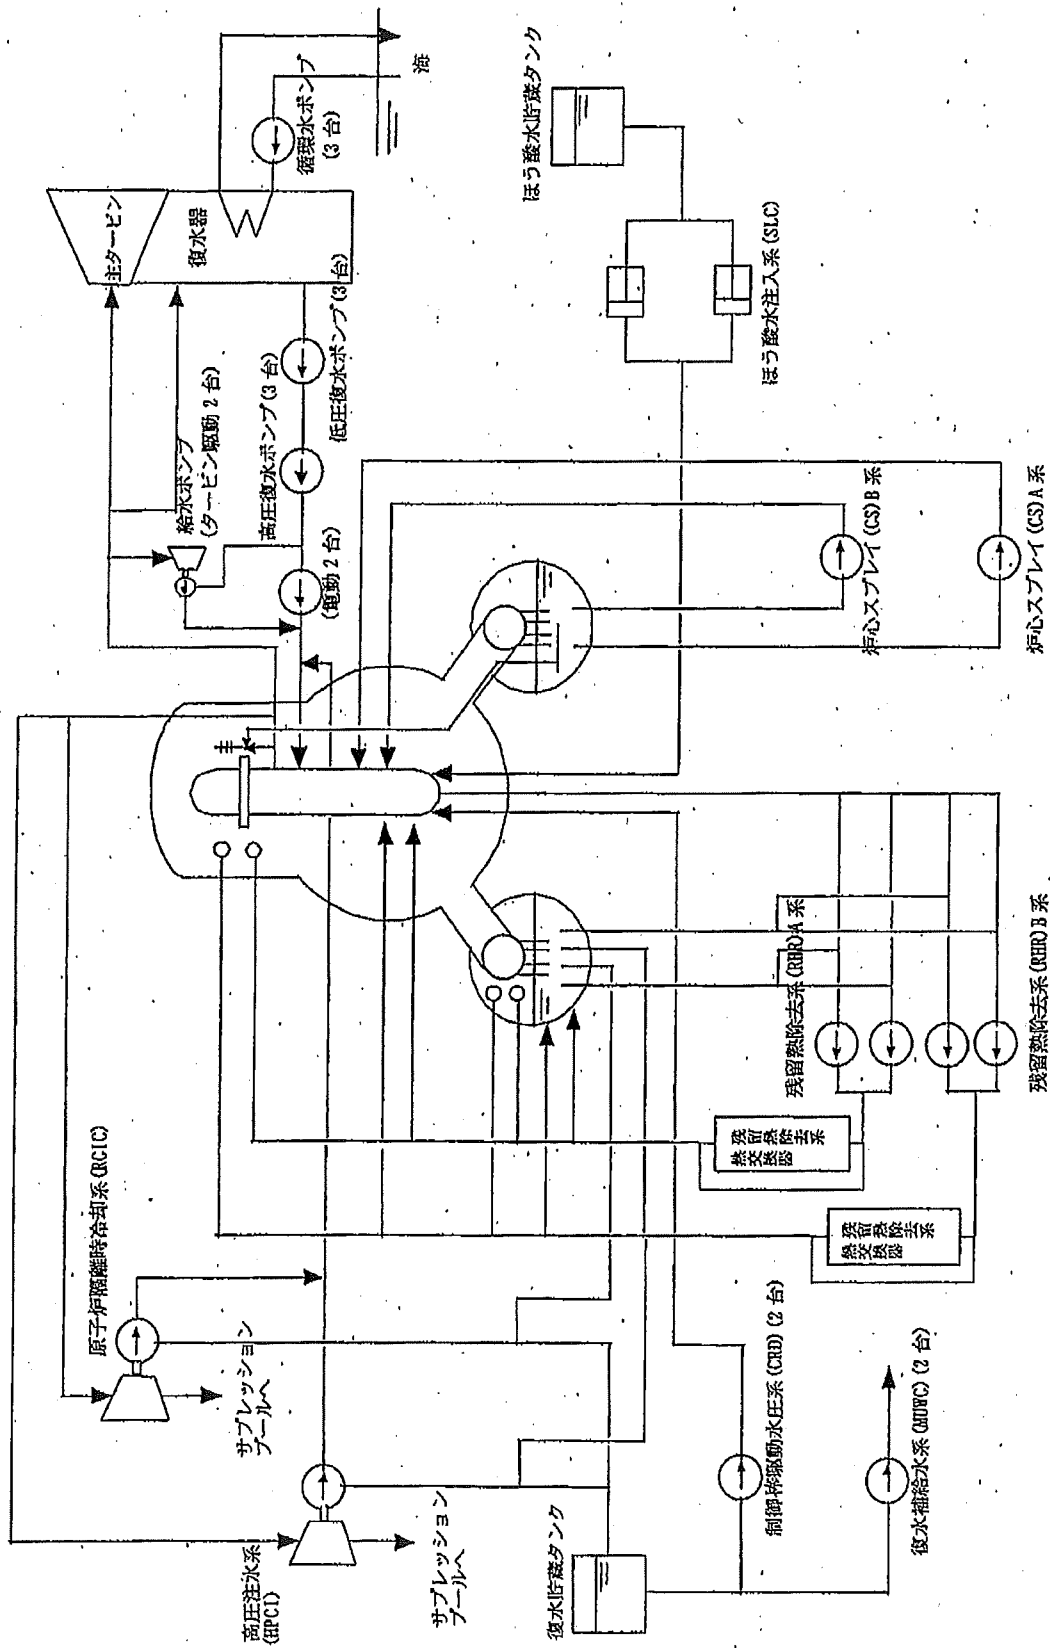 高圧注水系
(HPCI)
サプレッション
プールへ
原子炉隔離時冷却系(RCIC)
サプレッション
プールへ
給水ポンプ
(タービン駆動2台)
高圧復水ポンプ(3台)
低圧復水ポンプ(3台)
(電動2台)
主タービン
復水器
循環水ポンプ
(3台)
海
復水貯蔵タンク
制御棒駆動水圧系(CRD)(2台)
復水補給水系(MUWC)(2台)
残留熱除去系
熱交換器
残留熱除去系
熱交換器
残留熱除去系(RHR)A系
残留熱除去系(RHR)B系
炉心スプレイ(CS)B系
炉心スプレイ(CS)A系
ほう酸水注入系(SLC)
ほう酸水貯蔵タンク